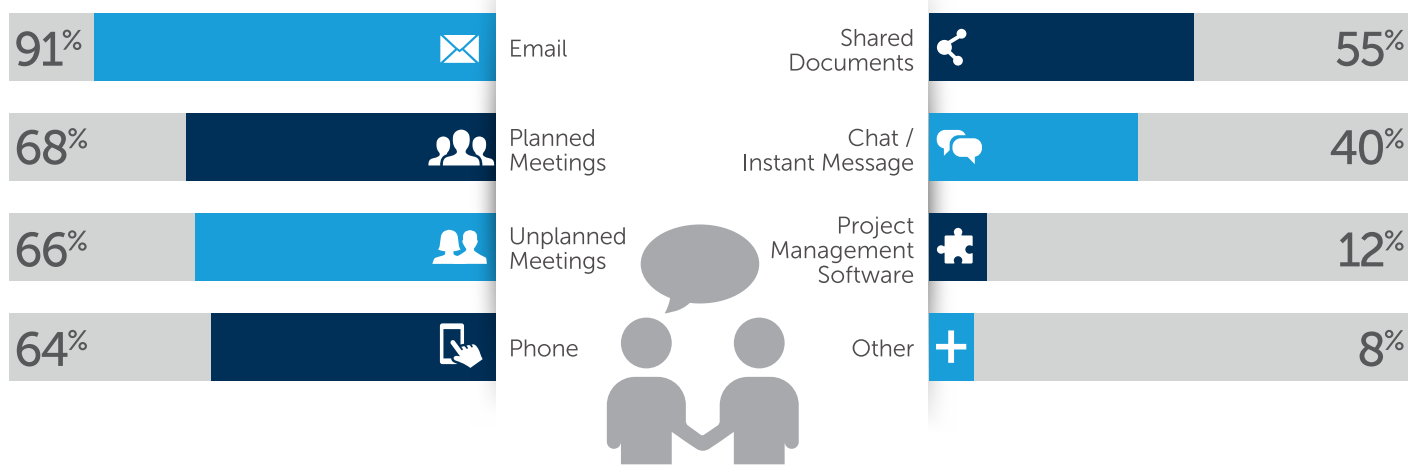 91%
Email
68%
Planned
Meetings
66%
Unplanned
Meetings
64%
Phone
Shared
Documents
55%
Chat /
Instant Message
40%
Project
Management
Software
12%
Other
8%